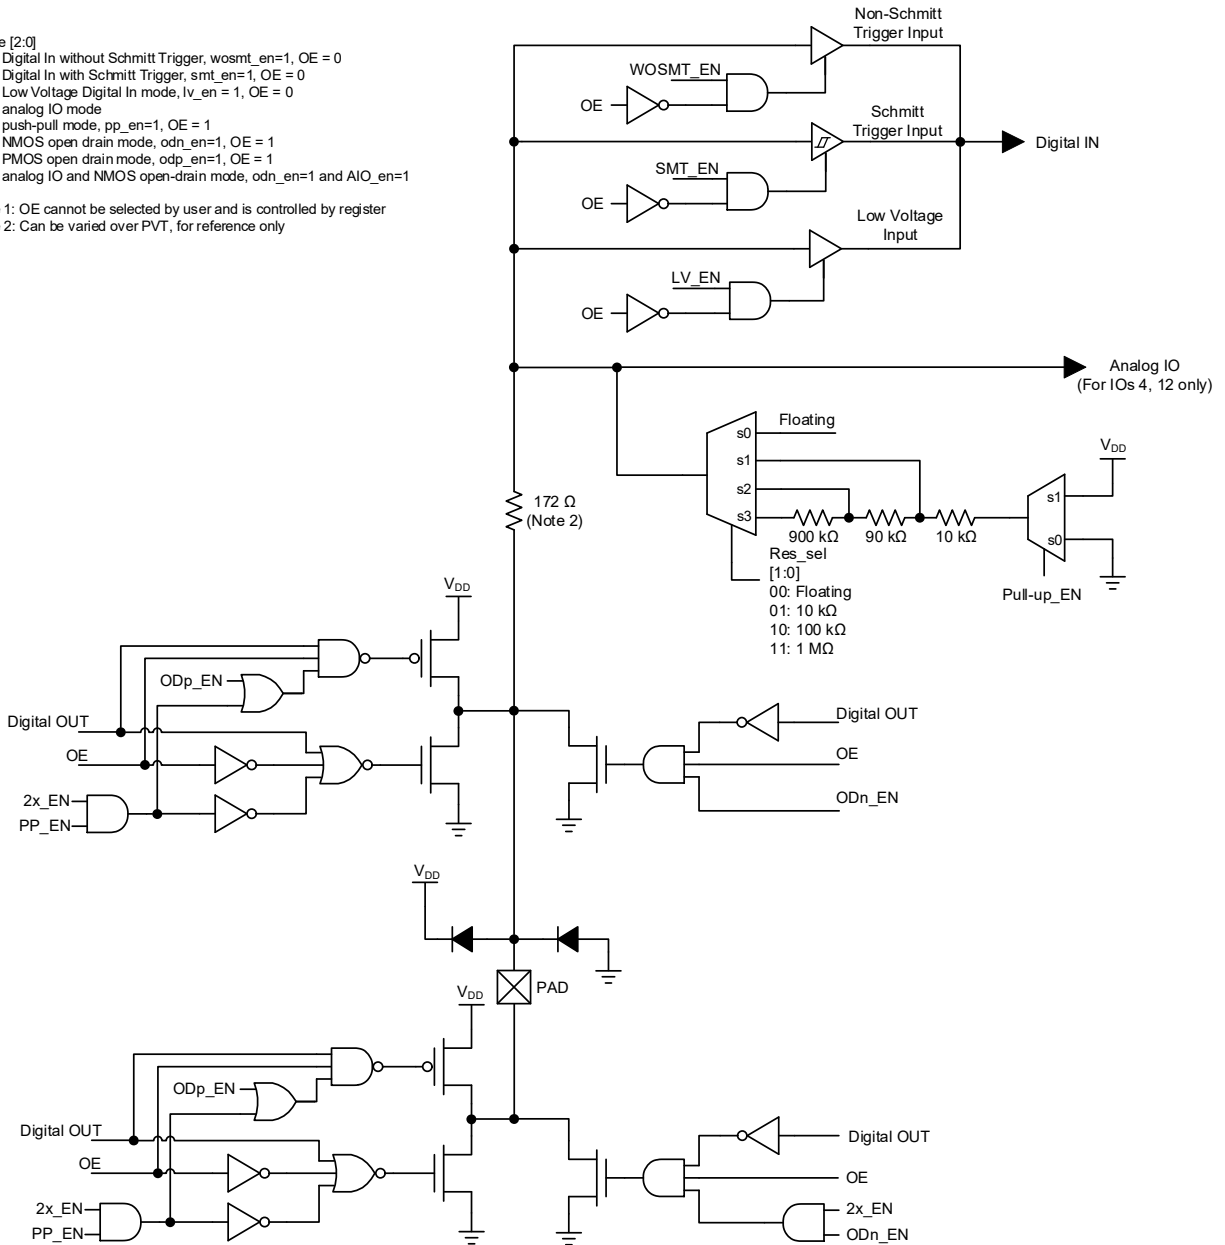 e [2:0]
Digital In without Schmitt Trigger, wosmt_en=1, OE = 0
Digital In with Schmitt Trigger, smt_en=1, OE = 0
Low Voltage Digital In mode, lv_en = 1, OE = 0
analog IO mode
push-pull mode, pp_en=1, OE = 1
NMOS open drain mode, odn_en=1, OE = 1
PMOS open drain mode, odp_en=1, OE = 1
analog IO and NMOS open-drain mode, odn_en=1 and AIO_en=1
1: OE cannot be selected by user and is controlled by register
2: Can be varied over PVT, for reference only
Non-Schmitt
Trigger Input
WOSMT_EN
OE
Schmitt
Trigger Input
Digital IN
SMT_EN
OE
Low Voltage
Input
LV_EN
OE
Analog IO
(For IOs 4, 12 only)
Floating
s0
s1
s2
s3
900 kΩ
90 kΩ
10 kΩ
VDD
s1
s0
Pull-up_EN
Res_sel
[1:0]
00: Floating
01: 10 kΩ
10: 100 kΩ
11: 1 MΩ
172 Ω
(Note 2)
VDD
ODp_EN
Digital OUT
OE
2x_EN
PP_EN
Digital OUT
OE
ODn_EN
VDD
PAD
VDD
ODp_EN
Digital OUT
OE
2x_EN
PP_EN
Digital OUT
OE
2x_EN
ODn_EN